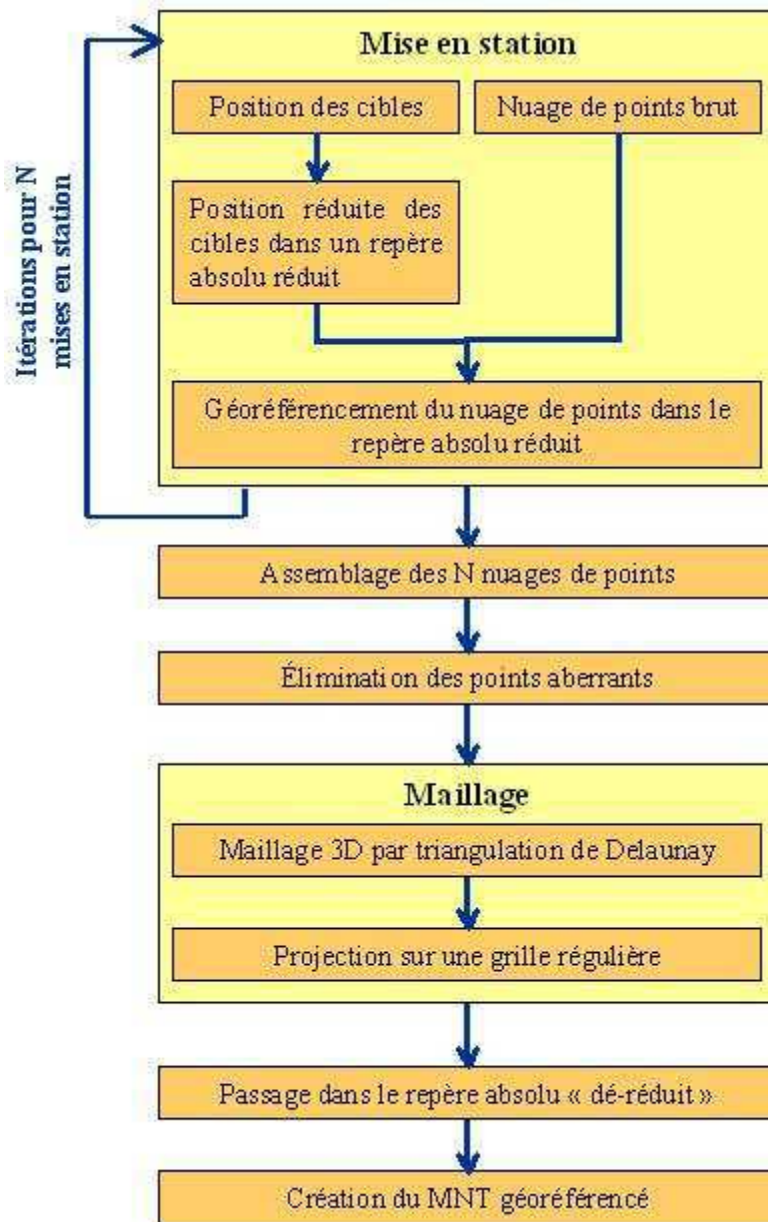 Mise en station
Position des cibles
Nuage de points brut
Position réduite des
cibles dans un repère
absolu réduit
Itérations pour N
mises en station
Géoréférencement du nuage de points dans le
repère absolu réduit
Assemblage des N nuages de points
Élimination des points aberrants
Maillage
Maillage 3D par triangulation de Delaunay
Projection sur une grille régulière
Passage dans le repère absolu « dé-réduit »
Création du MNT géoréférencé